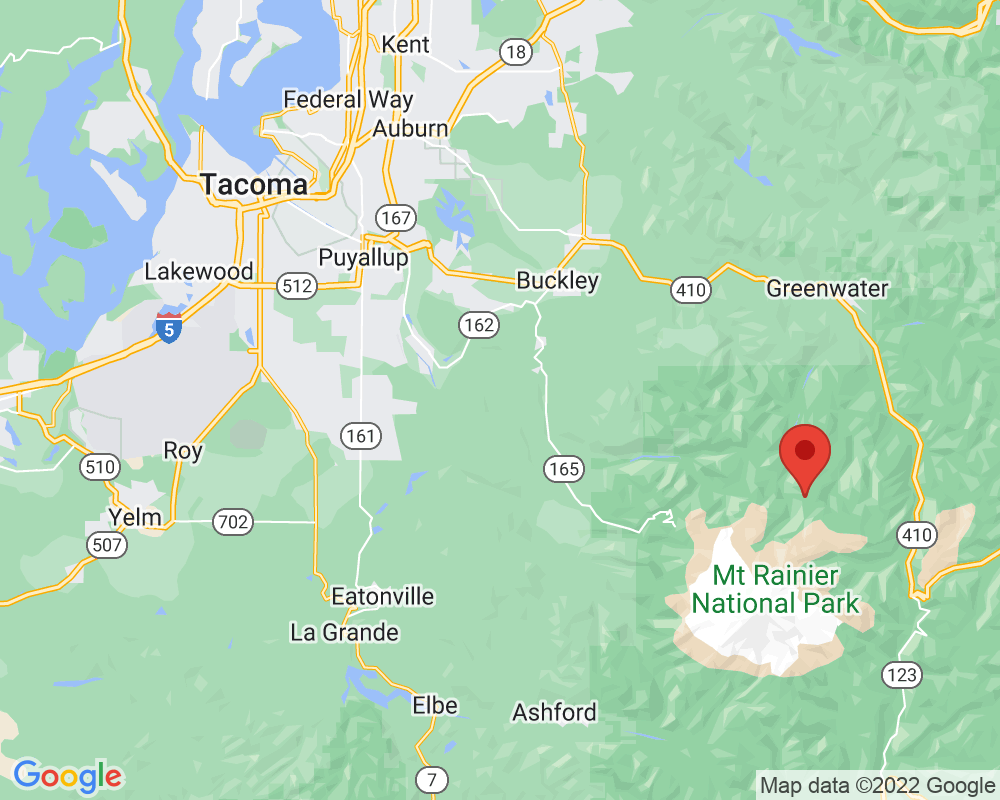 Kent
18
Federal Way
Auburn
Tacoma
167
Puyallup
Lakewood
512
Buckley
410
Greenwater
5
162
161
Roy
510
165
Yelm
702
507
410
Mt Rainier
National Park
Eatonville
La Grande
123
Elbe
Ashford
7
Google
Map data ©2022 Google